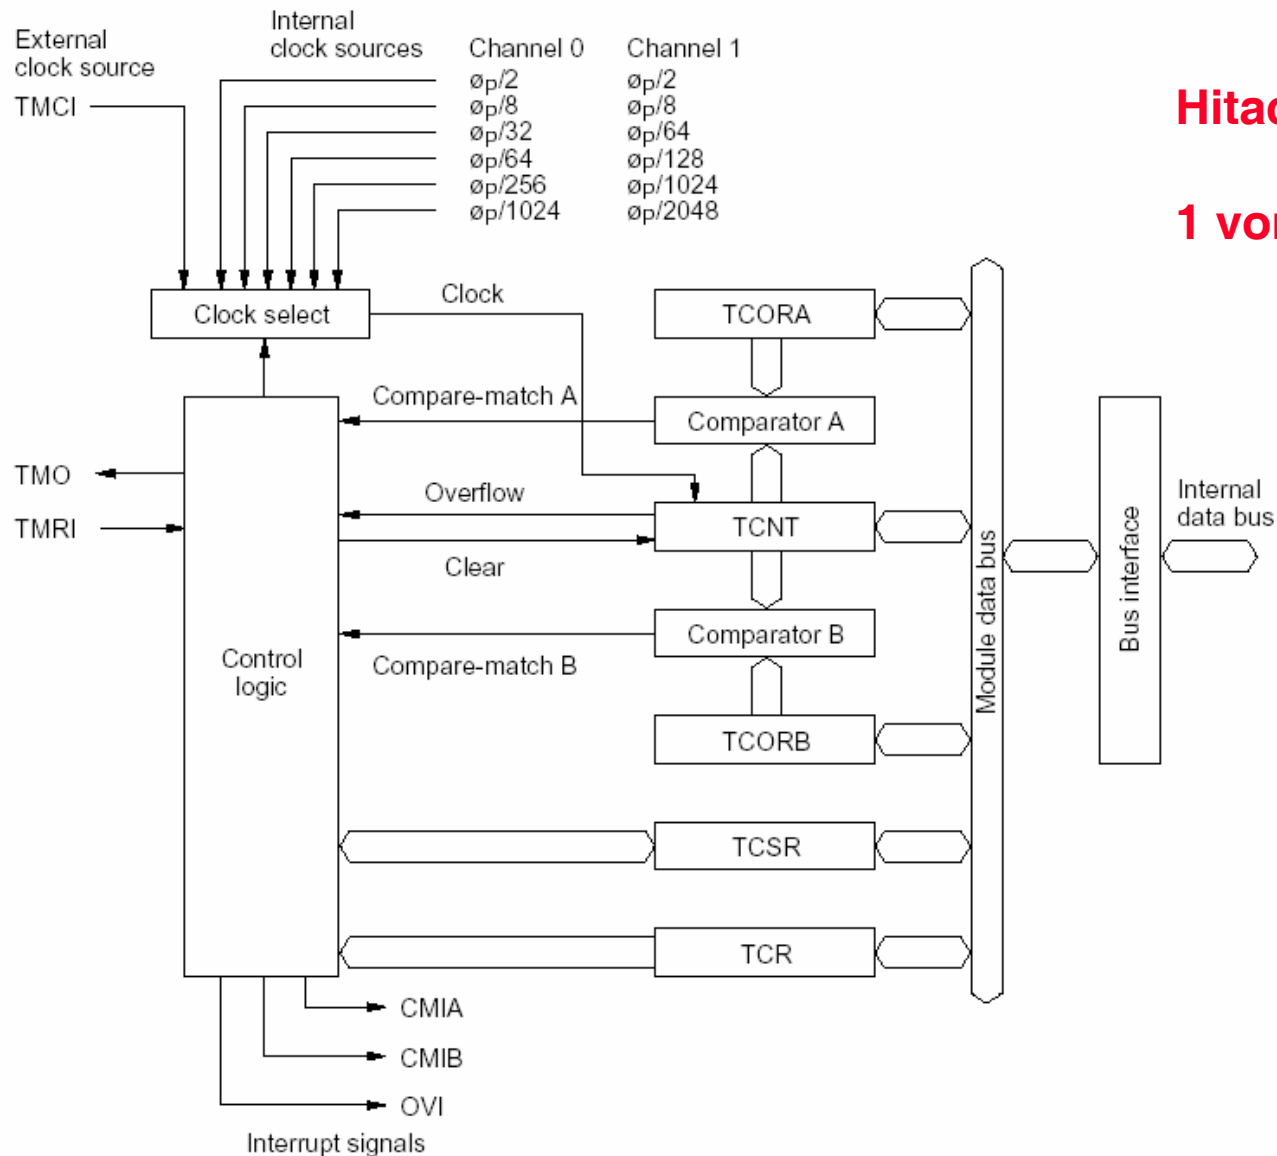 External
clock source
TMCI
Internal
clock sources
Channel 0
øP/2
øP/8
øP/32
øP/64
øP/256
øP/1024
Channel 1
øP/2
øP/8
øP/64
øP/128
øP/1024
øP/2048
1
Clock select
Clock
TCORA
Compare-match A
Comparator A
TMO
TMRI
Overflow
TCNT
Clear
Compare-match B
Comparator B
Control
logic
TCORB
TCSR
TCR
Module data bus
Bus interface
Internal
data bus
CMIA
CMIB
OVI
Interrupt signals